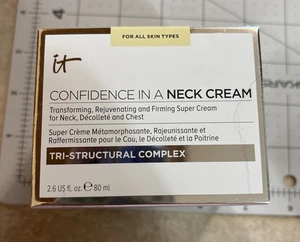 FOR ALL SKIN TYPES
it
CONFIDENCE IN A NECK CREAM
Transforming, Rejuvenating and Firming Super Cream
for Neck, Décolleté and Chest
Super Crème Métamorphosante, Rajeunissante et
Raffermissante pour le Cou, le Décolleté et la Poitrine
TRI-STRUCTURAL COMPLEX
2.6 US fl. oz. ℮ 80 ml